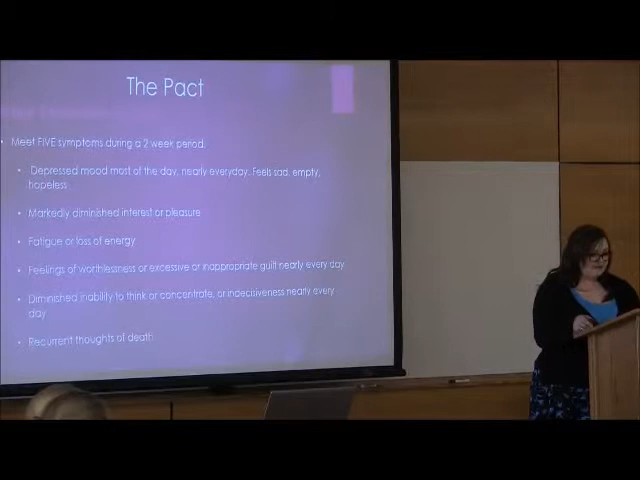 The Pact
• Meet FIVE symptoms during a 2 week period.
• Depressed mood most of the day, nearly everyday. Feels sad, empty,
hopeless
• Markedly diminished interest or pleasure
• Fatigue or loss of energy
• Feelings of worthlessness or excessive or inappropriate guilt nearly every day
• Diminished inability to think or concentrate, or indecisiveness nearly every
day
• Recurrent thoughts of death